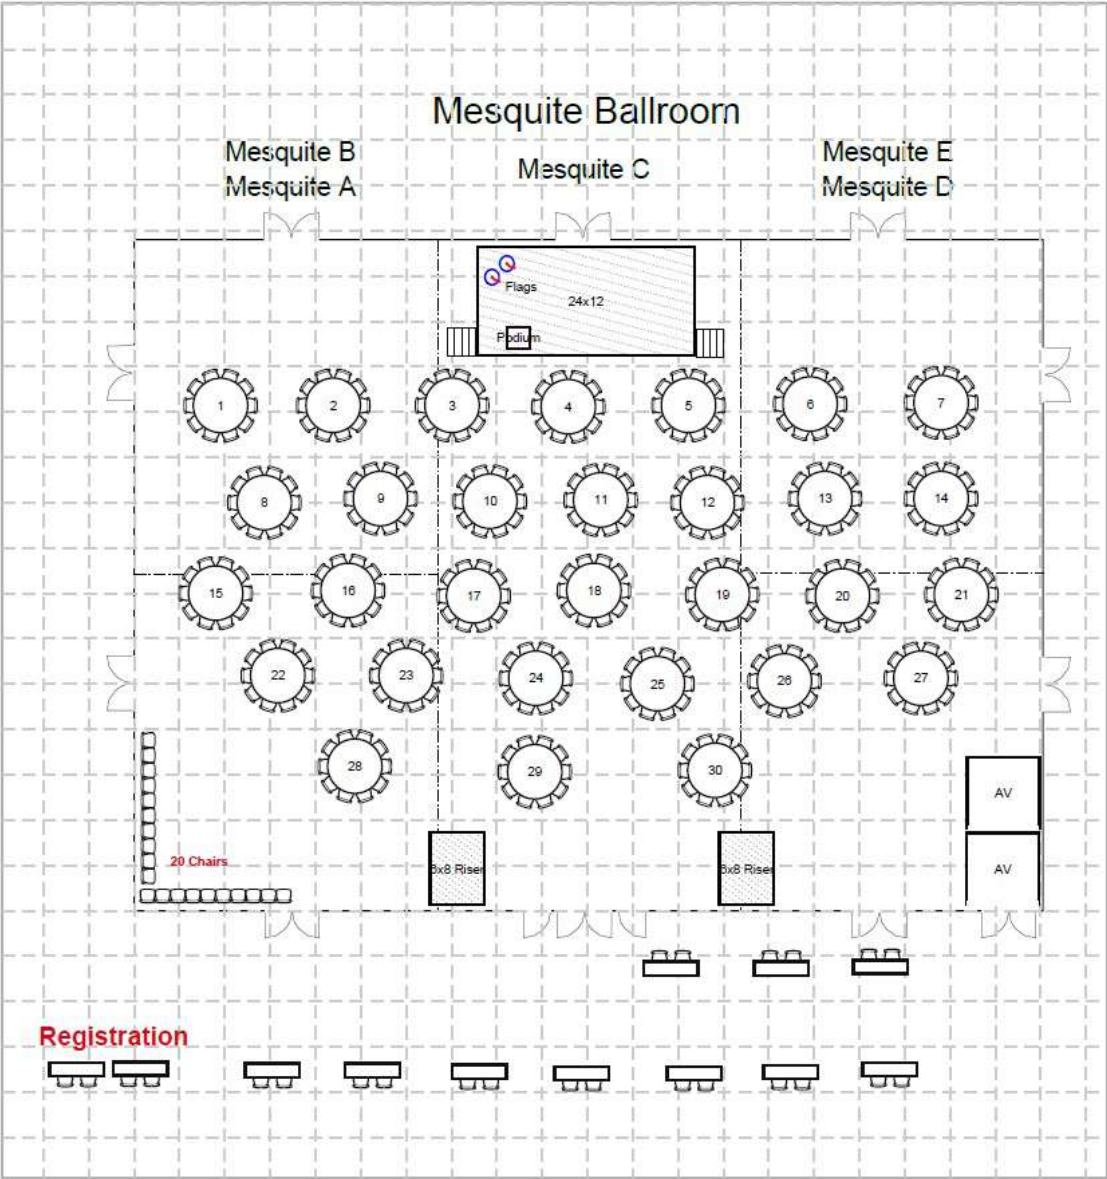 Mesquite Ballroom
Mesquite B
Mesquite A
Mesquite C
Mesquite E
Mesquite D
Flags
24x12
Podium
1 2 3 4 5 6 7
8 9 10 11 12 13 14
15 16 17 18 19 20 21
22 23 24 25 26 27
28 29 30
AV
20 Chairs
x8 Riser
x8 Riser
AV
Registration